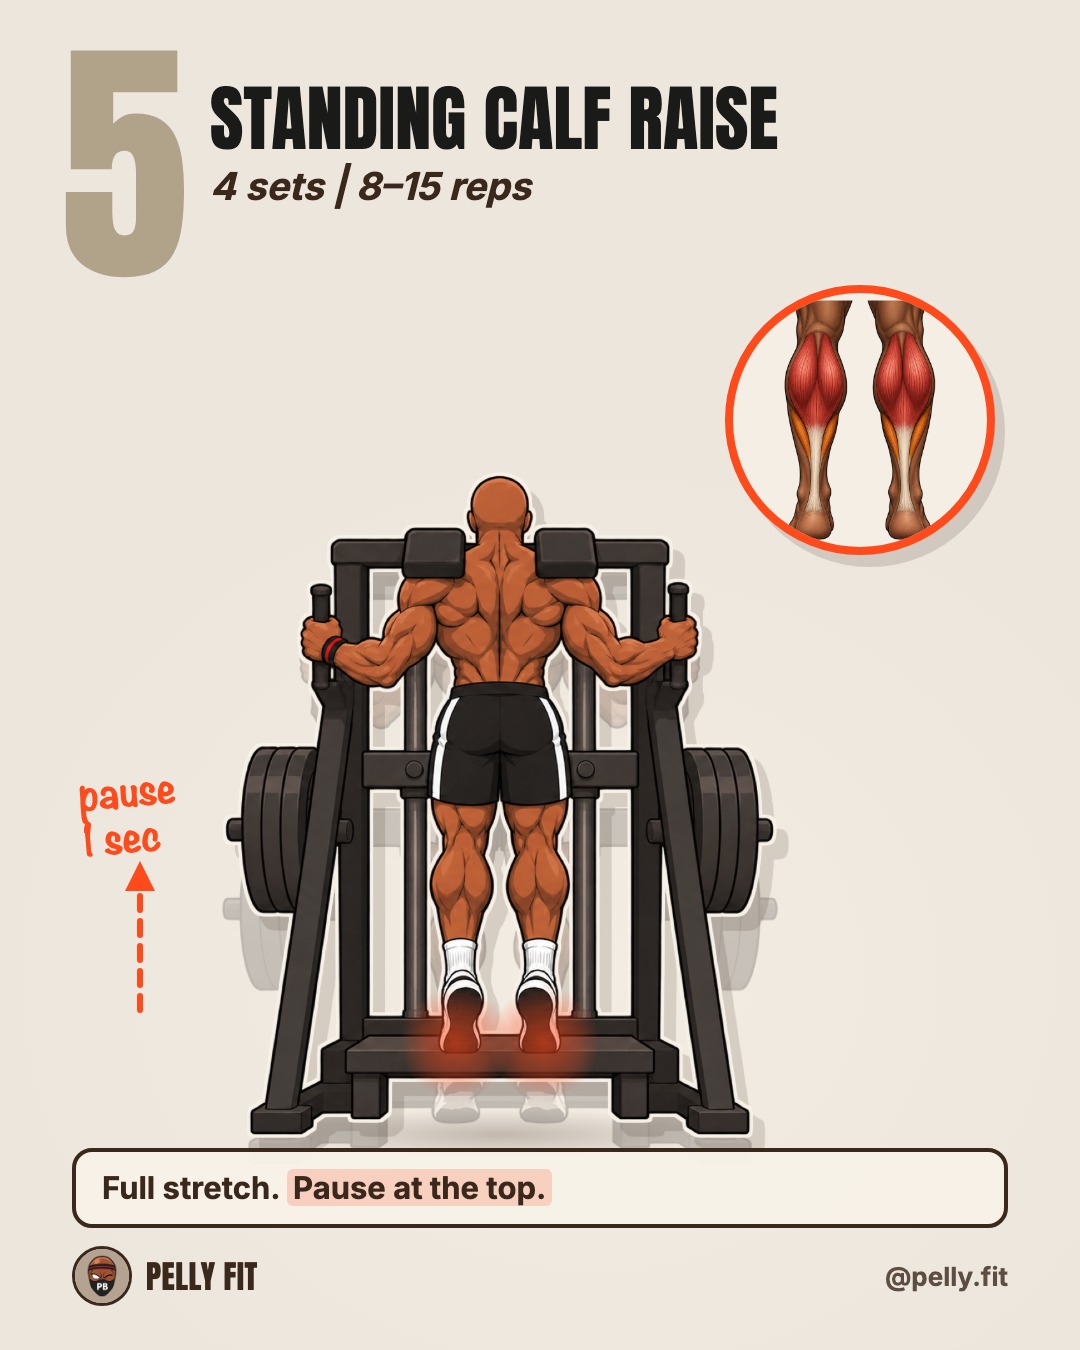 5
STANDING CALF RAISE
4 sets | 8–15 reps
pause
1 sec
Full stretch. Pause at the top.
PB
PELLY FIT
@pelly.fit